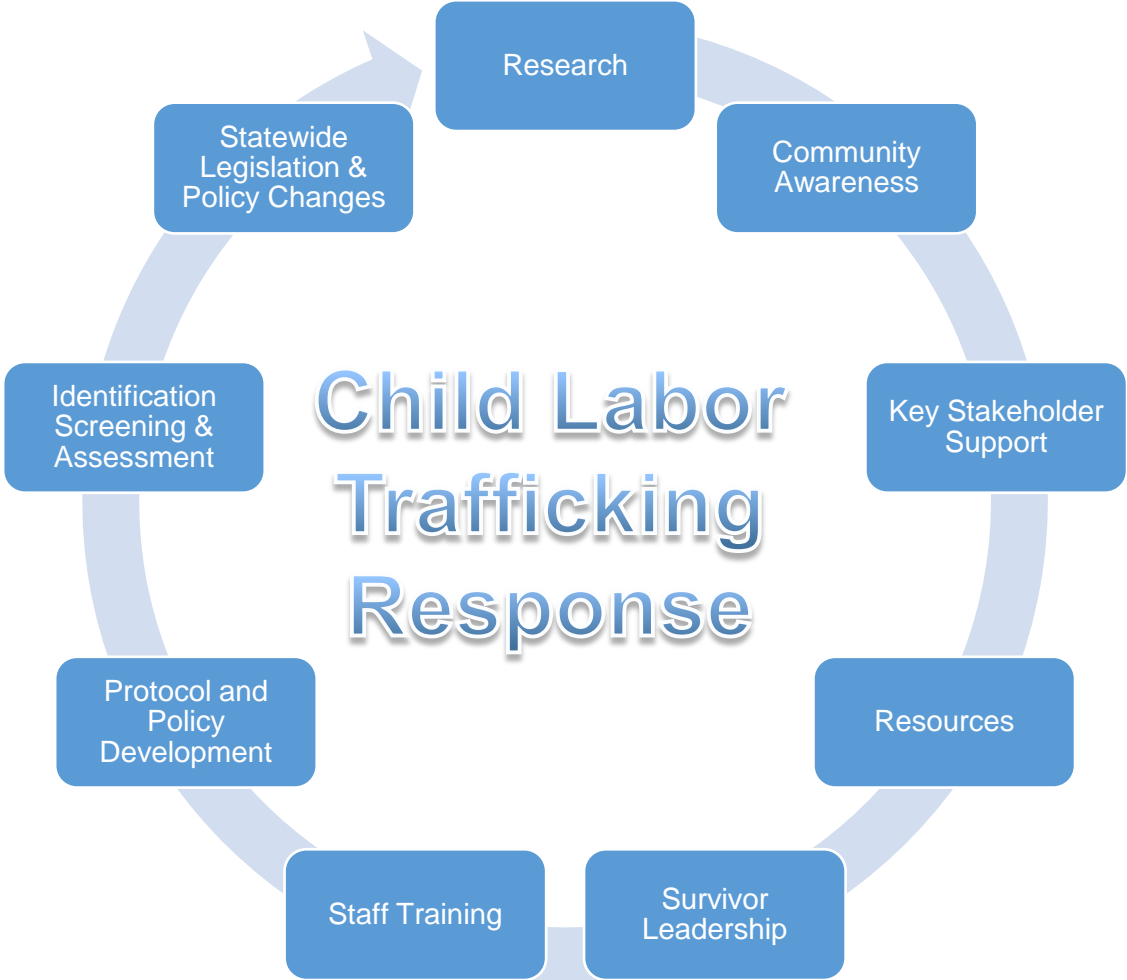 Research
Community
Awareness
Key Stakeholder
Support
Resources
Survivor
Leadership
Staff Training
Protocol and
Policy
Development
Identification
Screening &
Assessment
Statewide
Legislation &
Policy Changes
Child Labor
Trafficking
Response